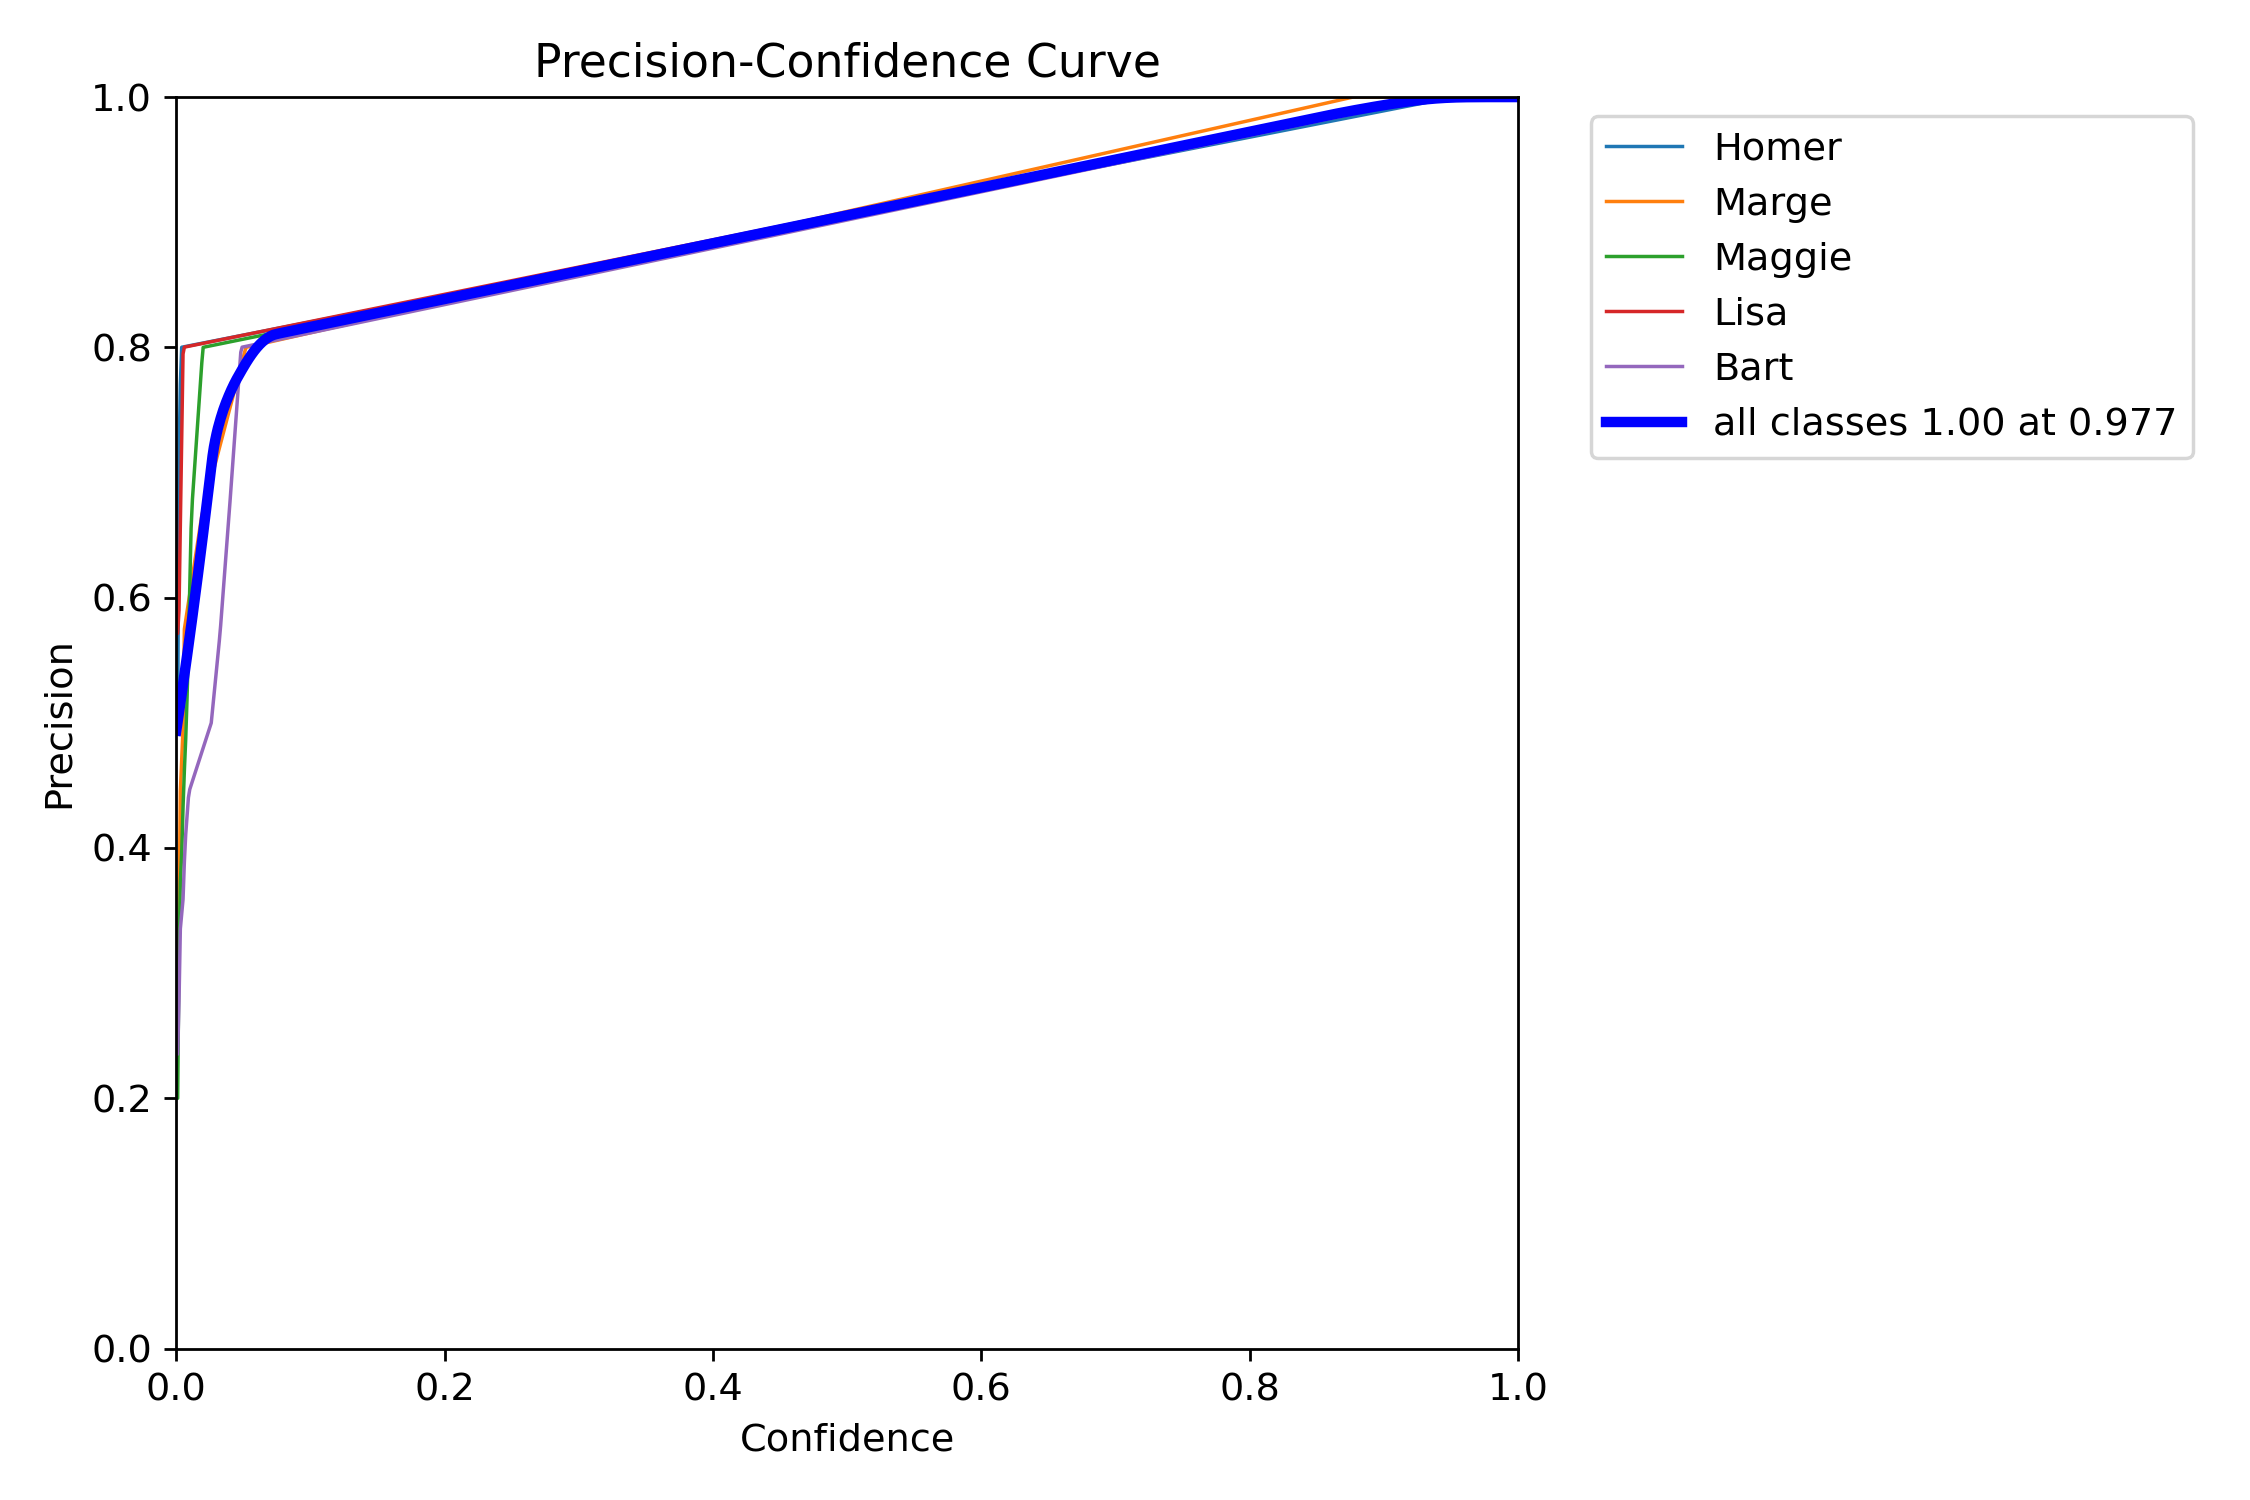 Precision-Confidence Curve
1.0
0.8
0.6
0.4
0.2
0.0
Precision
0.0 0.2 0.4 0.6 0.8 1.0
Confidence
Homer
Marge
Maggie
Lisa
Bart
all classes 1.00 at 0.977